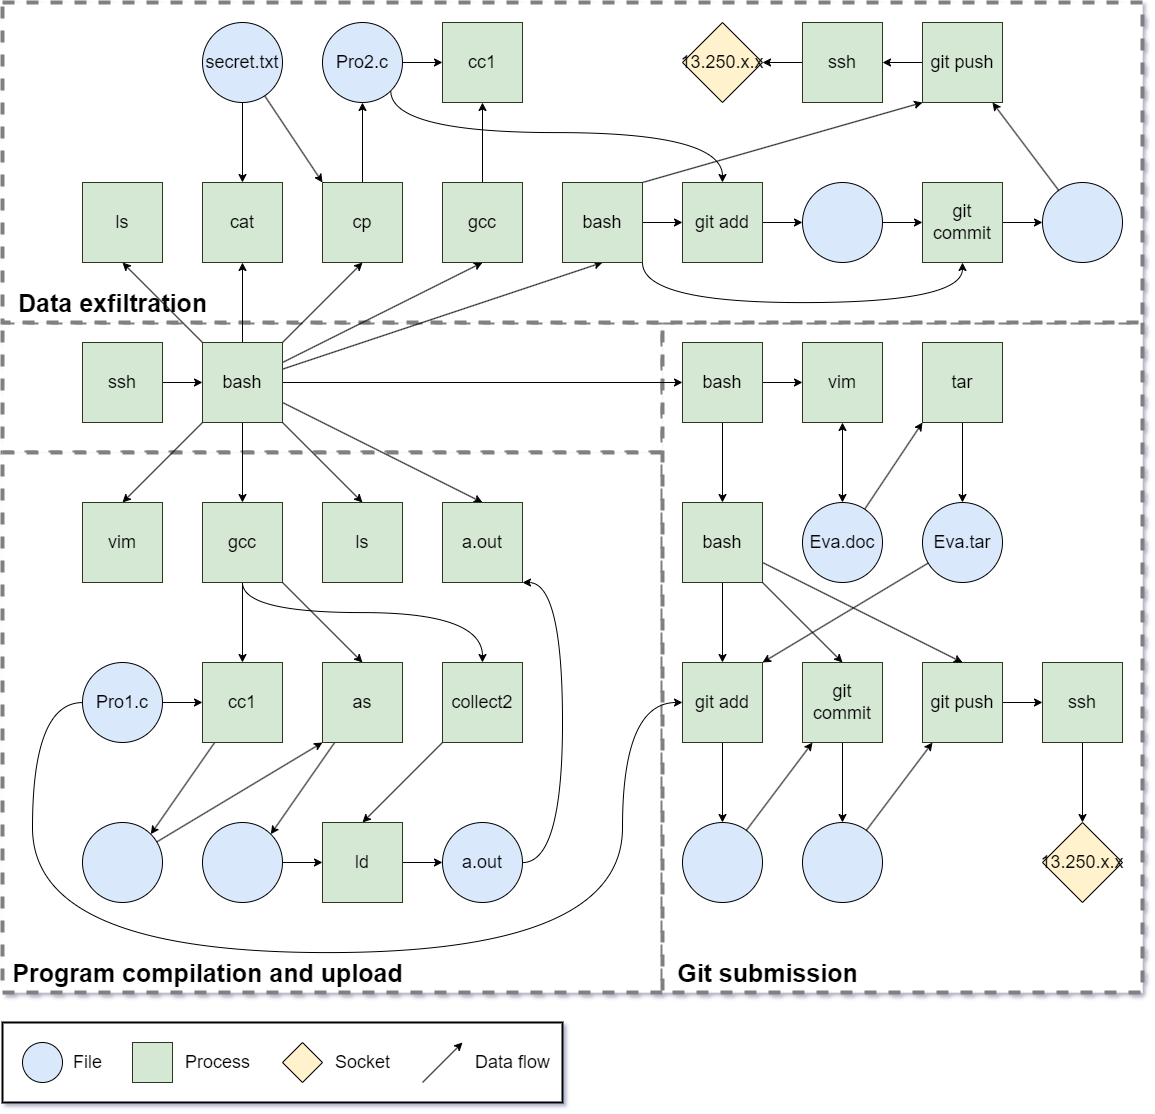 secret.txt
Pro2.c
cc1
13.250.x.x
ssh
git push
ls
cat
cp
gcc
bash
git add
git
commit
Data exfiltration
ssh
bash
bash
vim
tar
vim
gcc
ls
a.out
bash
Eva.doc
Eva.tar
Pro1.c
cc1
as
collect2
git add
git
commit
git push
ssh
ld
a.out
13.250.x.x
Program compilation and upload
Git submission
File
Process
Socket
Data flow